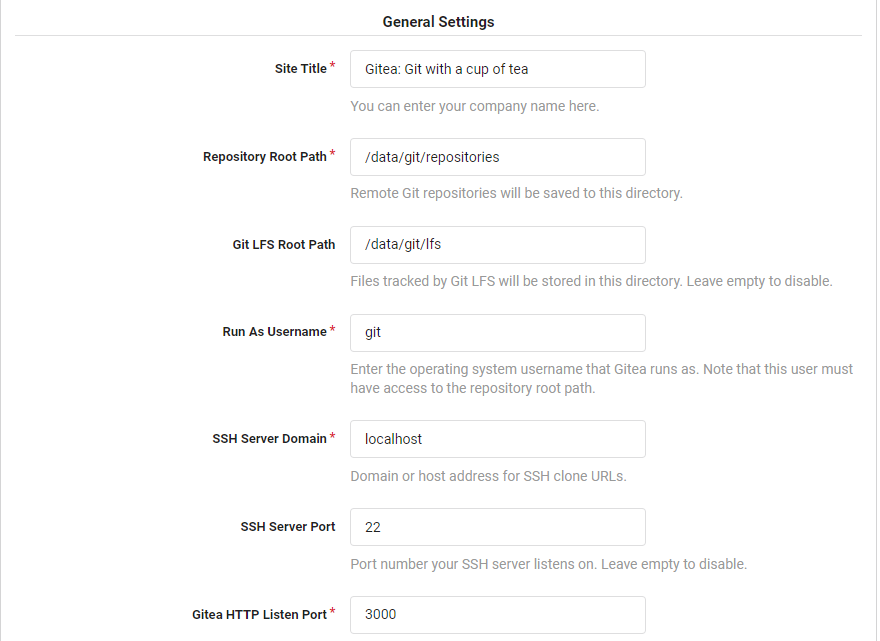 General Settings
Site Title *
Gitea: Git with a cup of tea
You can enter your company name here.
Repository Root Path *
/data/git/repositories
Remote Git repositories will be saved to this directory.
Git LFS Root Path
/data/git/lfs
Files tracked by Git LFS will be stored in this directory. Leave empty to disable.
Run As Username *
git
Enter the operating system username that Gitea runs as. Note that this user must
have access to the repository root path.
SSH Server Domain *
localhost
Domain or host address for SSH clone URLs.
SSH Server Port
22
Port number your SSH server listens on. Leave empty to disable.
Gitea HTTP Listen Port *
3000